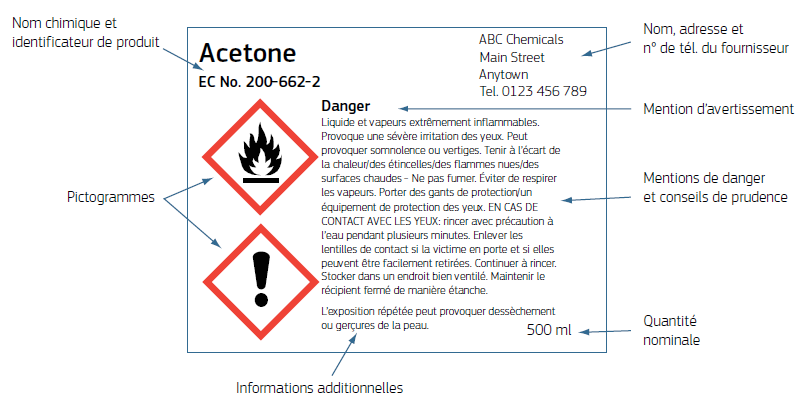 Nom chimique et
identificateur de produit
Acetone
EC No. 200-662-2
ABC Chemicals
Main Street
Anytown
Tel. 0123 456 789
Nom, adresse et
n° de tél. du fournisseur
Danger
Mention d'avertissement
Liquide et vapeurs extrêmement inflammables.
Provoque une sévère irritation des yeux. Peut
provoquer somnolence ou vertiges. Tenir à l'écart de
la chaleur/des étincelles/des flammes nues/des
surfaces chaudes – Ne pas fumer. Éviter de respirer
les vapeurs. Porter des gants de protection/un
équipement de protection des yeux. EN CAS DE
CONTACT AVEC LES YEUX: rincer avec précaution à
l'eau pendant plusieurs minutes. Enlever les
lentilles de contact si la victime en porte et si elles
peuvent être facilement retirées. Continuer à rincer.
Stocker dans un endroit bien ventilé. Maintenir le
récipient fermé de manière étanche.
Pictogrammes
Mentions de danger
et conseils de prudence
L'exposition répétée peut provoquer dessèchement
ou gerçures de la peau.
500 ml
Quantité
nominale
Informations additionnelles